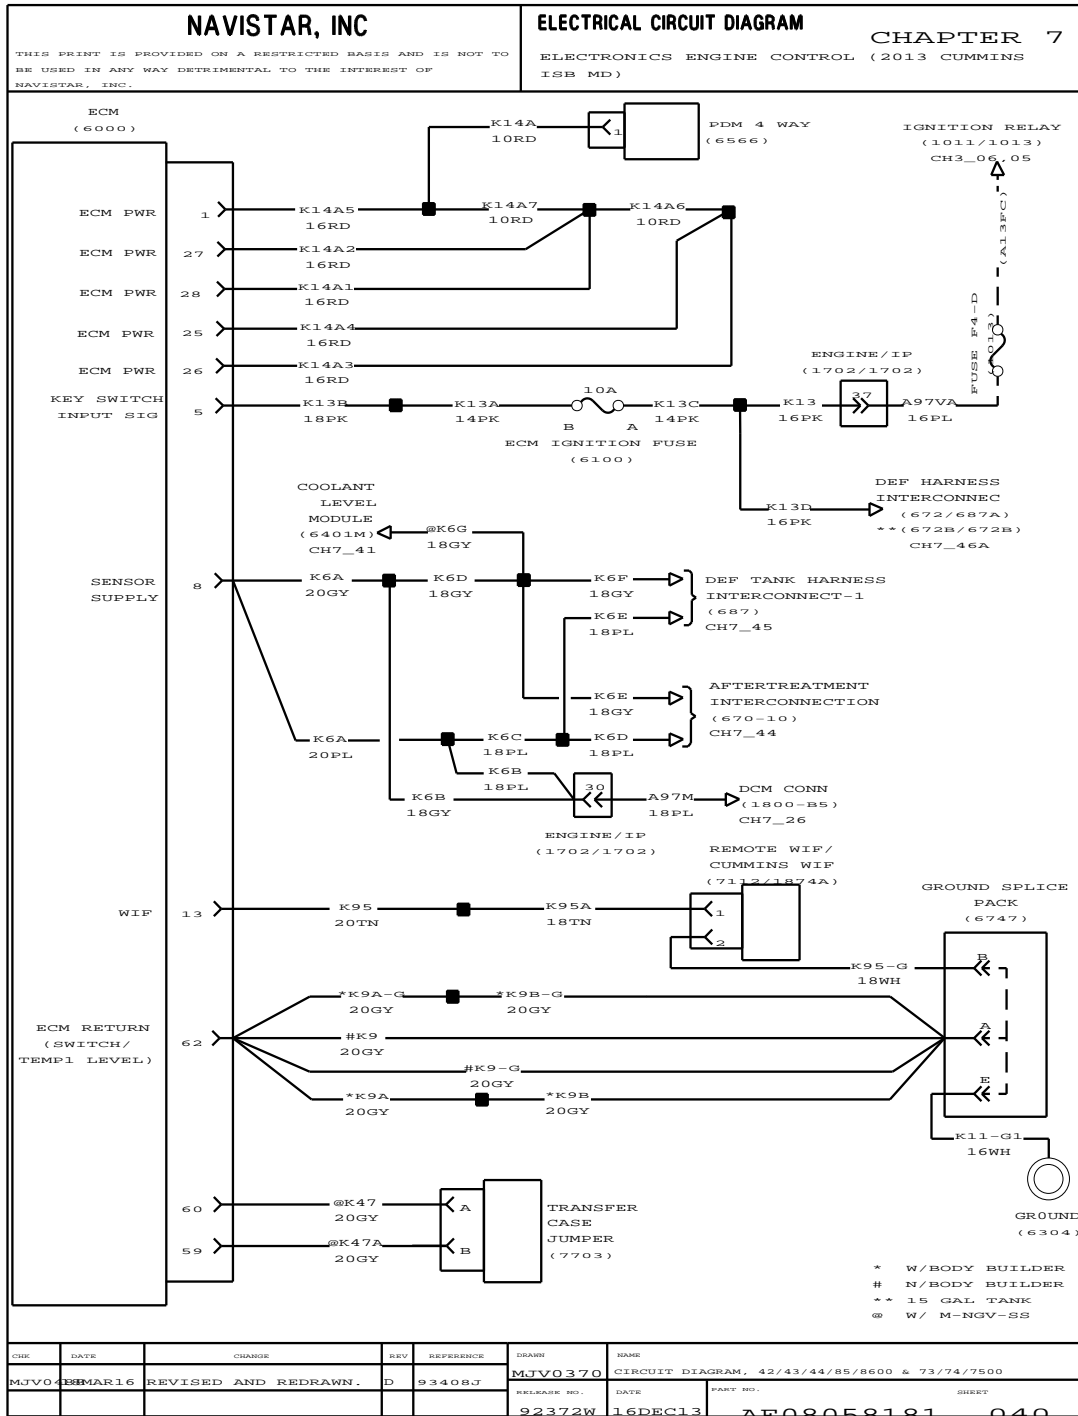 NAVISTAR, INC
THIS PRINT IS PROVIDED ON A RESTRICTED BASIS AND IS NOT TO
BE USED IN ANY WAY DETRIMENTAL TO THE INTEREST OF
NAVISTAR, INC.
ELECTRICAL CIRCUIT DIAGRAM
CHAPTER 7
ELECTRONICS ENGINE CONTROL (2013 CUMMINS
ISB MD)
ECM
(6000)
K14A
10RD
1
PDM 4 WAY
(6566)
IGNITION RELAY
(1011/1013)
CH3_06,05
(A13FC)
FUSE F4-D
ECM PWR
1
K14A5
16RD
K14A7
10RD
K14A6
10RD
ECM PWR
27
K14A2
16RD
ECM PWR
28
K14A1
16RD
ECM PWR
25
K14A4
16RD
ECM PWR
26
K14A3
16RD
KEY SWITCH
INPUT SIG
5
K13B
18PK
K13A
14PK
10A
B A
ECM IGNITION FUSE
(6100)
K13C
14PK
K13
16PK
ENGINE/IP
(1702/1702)
37
A97VA
16PL
K13D
16PK
DEF HARNESS
INTERCONNEC
(672/687A)
**(672B/672B)
CH7_46A
COOLANT
LEVEL
MODULE
(6401M)
CH7_41
@K6G
18GY
SENSOR
SUPPLY
8
K6A
20GY
K6D
18GY
K6F
18GY
K6E
18PL
DEF TANK HARNESS
INTERCONNECT-1
(687)
CH7_45
K6E
18GY
AFTERTREATMENT
INTERCONNECTION
(670-10)
CH7_44
K6A
20PL
K6C
18PL
K6D
18PL
K6B
18PL
K6B
18GY
30
ENGINE/IP
(1702/1702)
A97M
18PL
DCM CONN
(1800-B5)
CH7_26
REMOTE WIF/
CUMMINS WIF
(7112/1874A)
WIF
13
K95
20TN
K95A
18TN
1
2
GROUND SPLICE
PACK
(6747)
K95-G
18WH
B
A
E
ECM RETURN
(SWITCH/
TEMP1 LEVEL)
62
*K9A-G
20GY
*K9B-G
20GY
#K9
20GY
#K9-G
20GY
*K9A
20GY
*K9B
20GY
K11-G1
16WH
GROUND
(6304)
60
@K47
20GY
A
59
@K47A
20GY
B
TRANSFER
CASE
JUMPER
(7703)
* W/BODY BUILDER
# N/BODY BUILDER
** 15 GAL TANK
@ W/ M-NGV-SS
CHK DATE CHANGE REV REFERENCE
REVISED AND REDRAWN. D 93408J
DRAWN
MJV0370
NAME
CIRCUIT DIAGRAM, 42/43/44/85/8600 & 73/74/7500
RELEASE NO.
92372W
DATE
16DEC13
PART NO.
AF08058181
SHEET
040